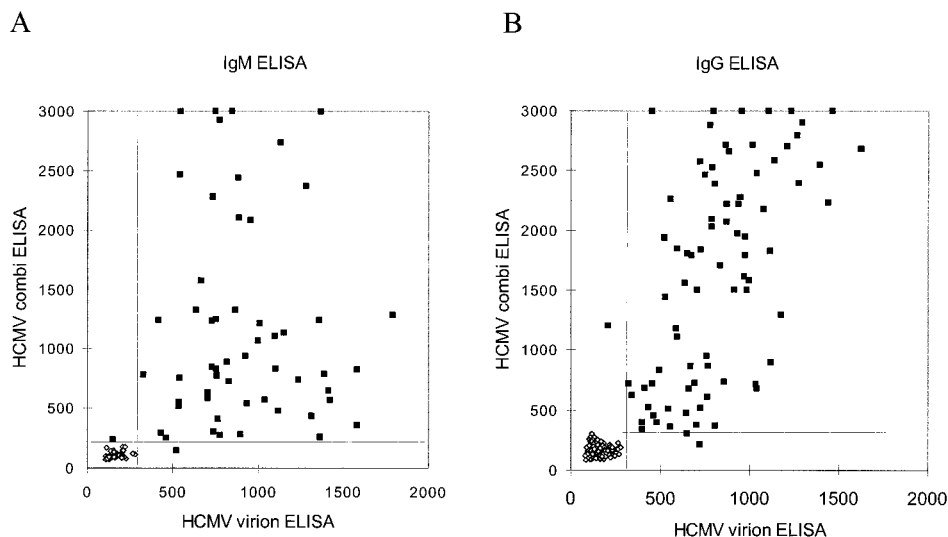 A
B
IgM ELISA
IgG ELISA
HCMV combi ELISA
3000
2500
2000
1500
1000
500
0
0 500 1000 1500 2000
HCMV virion ELISA
HCMV combi ELISA
3000
2500
2000
1500
1000
500
0
0 500 1000 1500 2000
HCMV virion ELISA